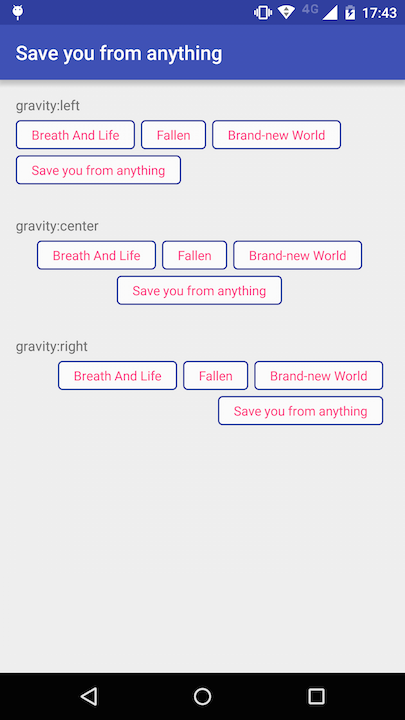 4G 17:43
Save you from anything
gravity:left
Breath And Life Fallen Brand-new World
Save you from anything
gravity:center
Breath And Life Fallen Brand-new World
Save you from anything
gravity:right
Breath And Life Fallen Brand-new World
Save you from anything